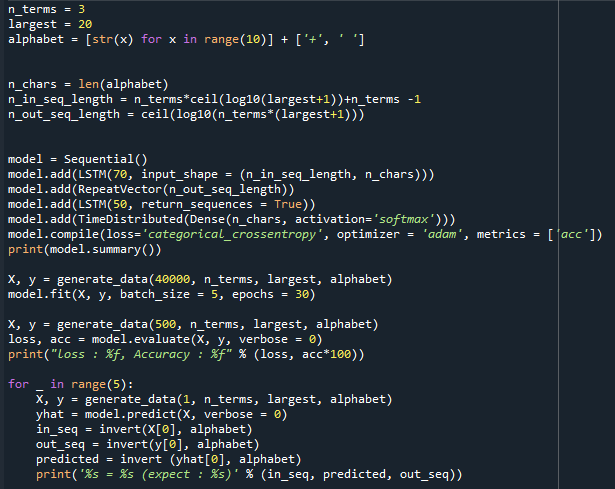 n_terms = 3
largest = 20
alphabet = [str(x) for x in range(10)] + ['+', ' ']
n_chars = len(alphabet)
n_in_seq_length = n_terms*ceil(log10(largest+1))+n_terms -1
n_out_seq_length = ceil(log10(n_terms*(largest+1)))
model = Sequential()
model.add(LSTM(70, input_shape = (n_in_seq_length, n_chars)))
model.add(RepeatVector(n_out_seq_length))
model.add(LSTM(50, return_sequences = True))
model.add(TimeDistributed(Dense(n_chars, activation='softmax')))
model.compile(loss='categorical_crossentropy', optimizer = 'adam', metrics = ['acc'])
print(model.summary())
X, y = generate_data(40000, n_terms, largest, alphabet)
model.fit(X, y, batch_size = 5, epochs = 30)
X, y = generate_data(500, n_terms, largest, alphabet)
loss, acc = model.evaluate(X, y, verbose = 0)
print("loss : %f, Accuracy : %f" % (loss, acc*100))
for _ in range(5):
    X, y = generate_data(1, n_terms, largest, alphabet)
    yhat = model.predict(X, verbose = 0)
    in_seq = invert(X[0], alphabet)
    out_seq = invert(y[0], alphabet)
    predicted = invert (yhat[0], alphabet)
    print('%s = %s (expect : %s)' % (in_seq, predicted, out_seq))